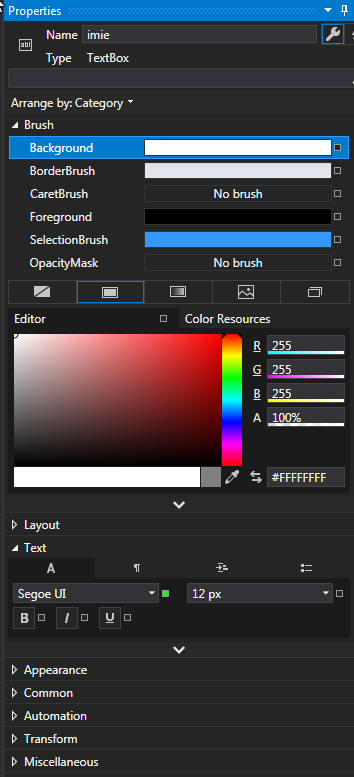 Properties
Name imie
Type TextBox
Arrange by: Category
Brush
Background
BorderBrush
CaretBrush No brush
Foreground
SelectionBrush
OpacityMask No brush
Editor Color Resources
R 255
G 255
B 255
A 100%
#FFFFFFFF
Layout
Text
A ¶
Segoe UI 12 px
B I U
Appearance
Common
Automation
Transform
Miscellaneous